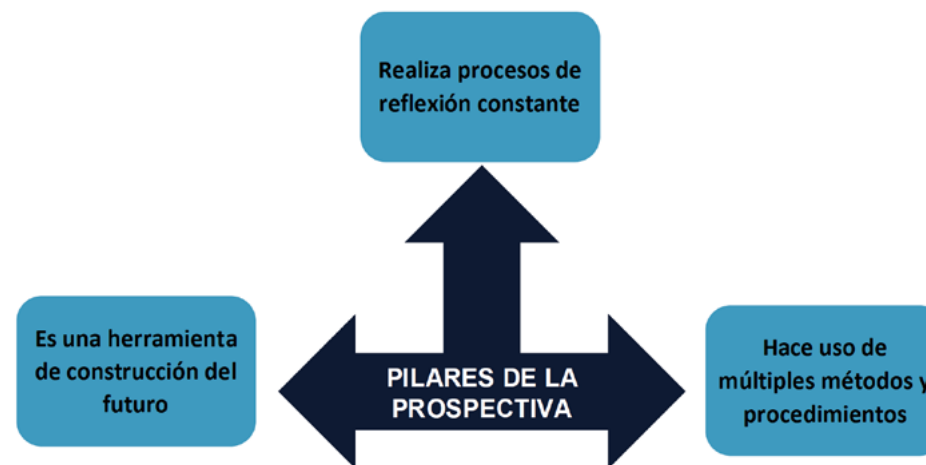 Realiza procesos de
reflexión constante
Es una herramienta
de construcción del
futuro
PILARES DE LA
PROSPECTIVA
Hace uso de
múltiples métodos y
procedimientos